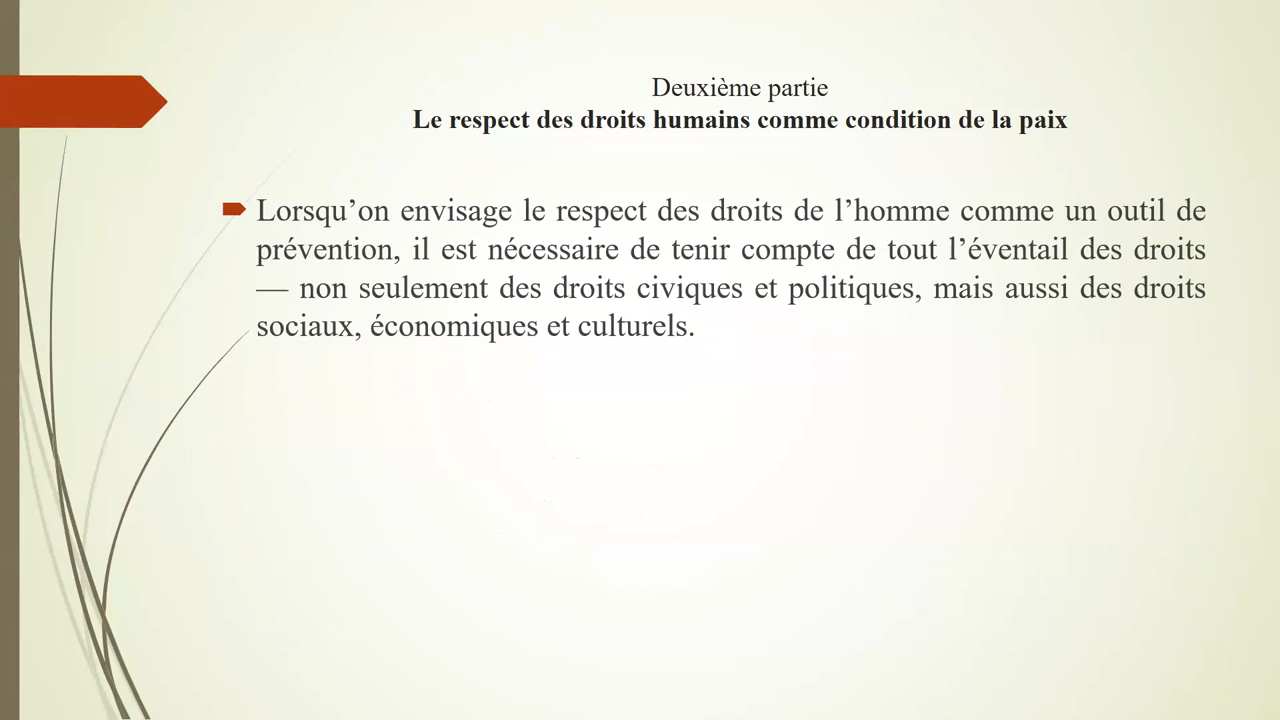 Deuxième partie
Le respect des droits humains comme condition de la paix
Lorsqu’on envisage le respect des droits de l’homme comme un outil de
prévention, il est nécessaire de tenir compte de tout l’éventail des droits
— non seulement des droits civiques et politiques, mais aussi des droits
sociaux, économiques et culturels.